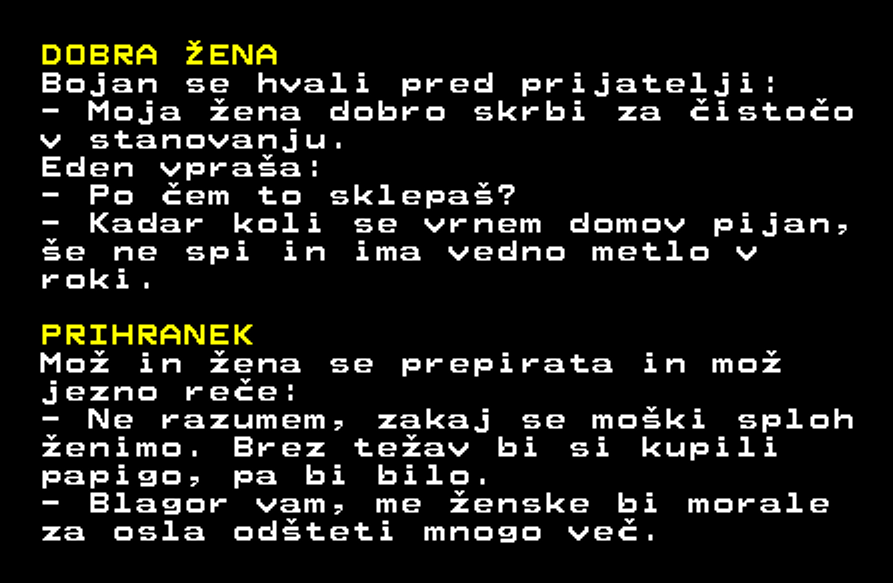 DOBRA ŽENA
Bojan se hvali pred prijatelji:
- Moja žena dobro skrbi za čistočo
v stanovanju.
Eden vpraša:
- Po čem to sklepaš?
- Kadar koli se vrnem domov pijan,
še ne spi in ima vedno metlo v
roki.
PRIHRANEK
Mož in žena se prepirata in mož
jezno reče:
- Ne razumem, zakaj se moški sploh
ženimo. Brez težav bi si kupili
papigo, pa bi bilo.
- Blagor vam, me ženske bi morale
za osla odšteti mnogo več.